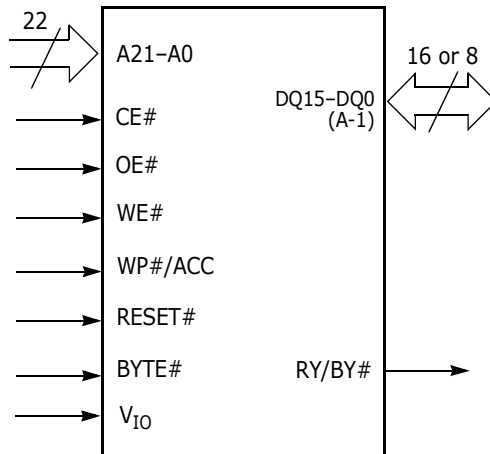 22
A21–A0
16 or 8
DQ15–DQ0
(A-1)
CE#
OE#
WE#
WP#/ACC
RESET#
BYTE#
RY/BY#
VIO